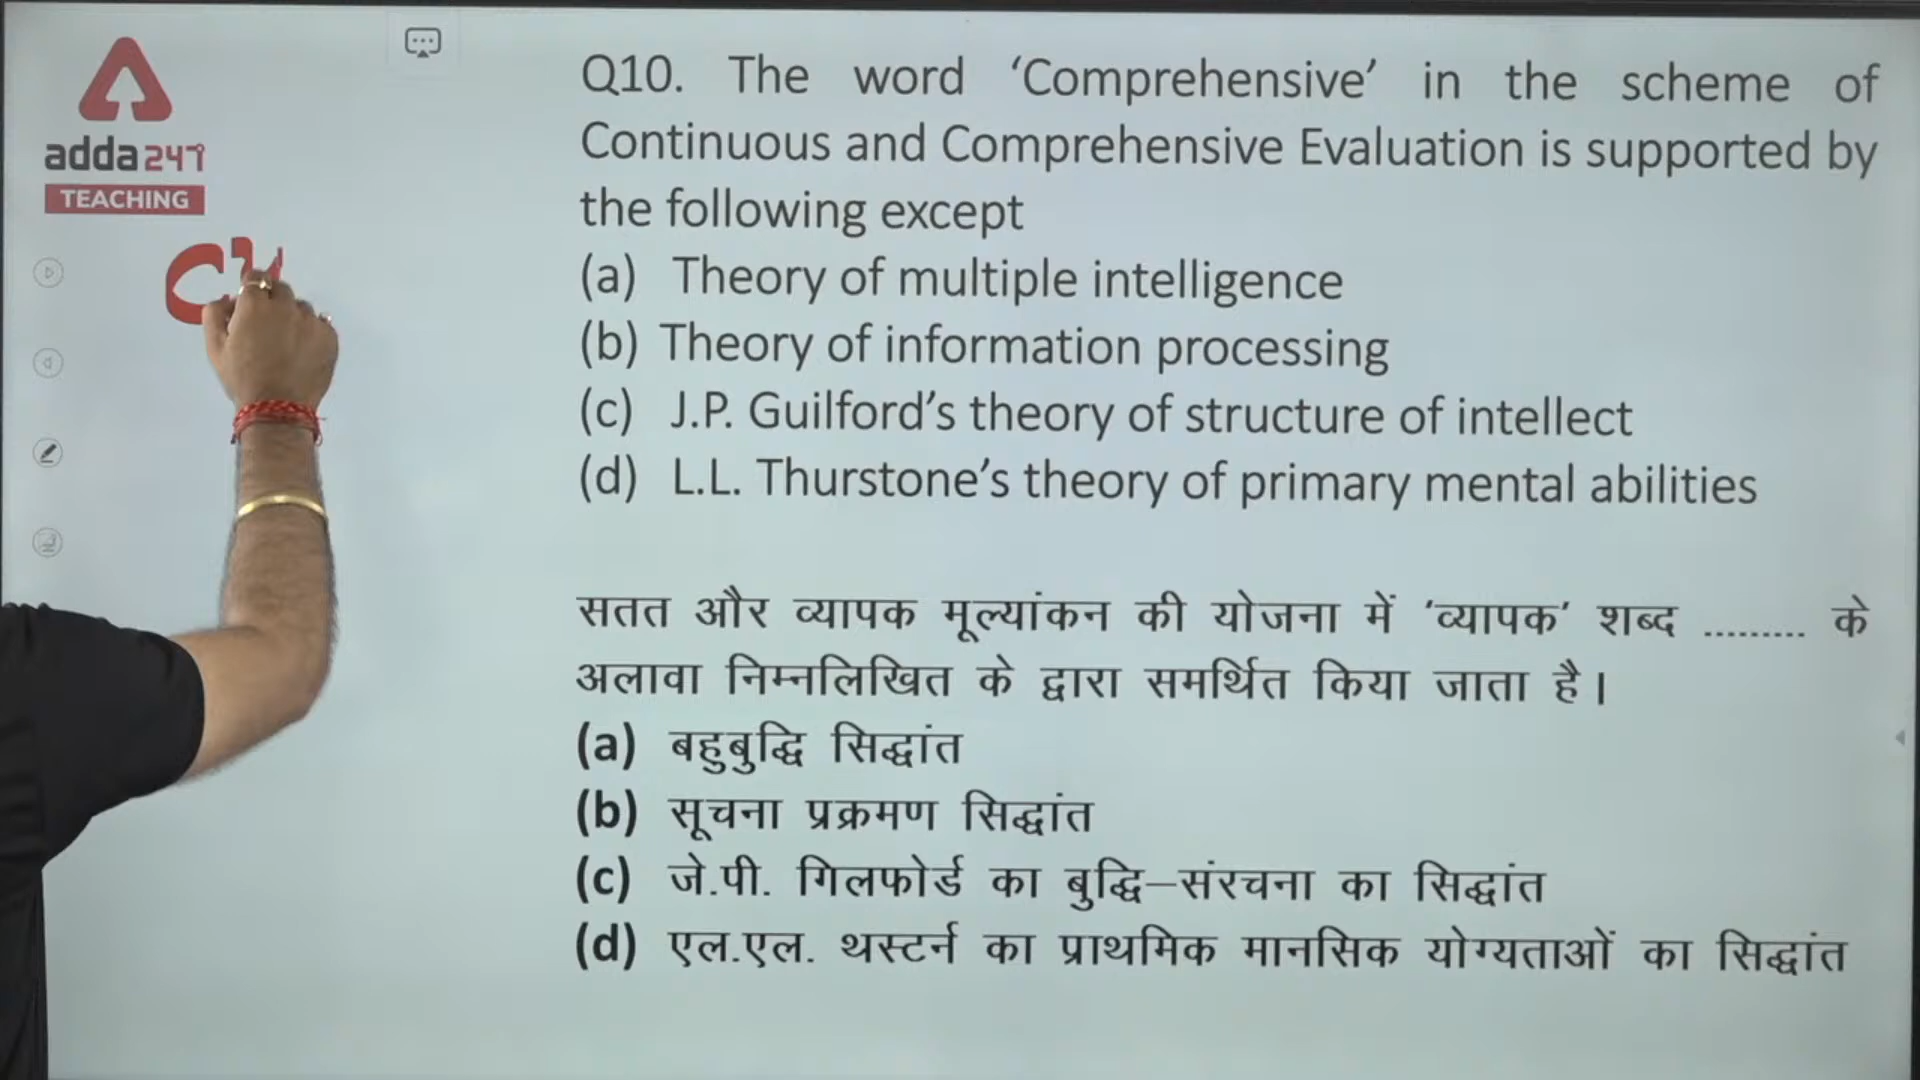 adda247
TEACHING
Q10. The word ‘Comprehensive’ in the scheme of
Continuous and Comprehensive Evaluation is supported by
the following except
(a) Theory of multiple intelligence
(b) Theory of information processing
(c) J.P. Guilford’s theory of structure of intellect
(d) L.L. Thurstone’s theory of primary mental abilities
सतत और व्यापक मूल्यांकन की योजना में ‘व्यापक’ शब्द ......... के
अलावा निम्नलिखित के द्वारा समर्थित किया जाता है।
(a) बहुबुद्धि सिद्धांत
(b) सूचना प्रक्रमण सिद्धांत
(c) जे.पी. गिलफोर्ड का बुद्धि–संरचना का सिद्धांत
(d) एल.एल. थस्टर्न का प्राथमिक मानसिक योग्यताओं का सिद्धांत